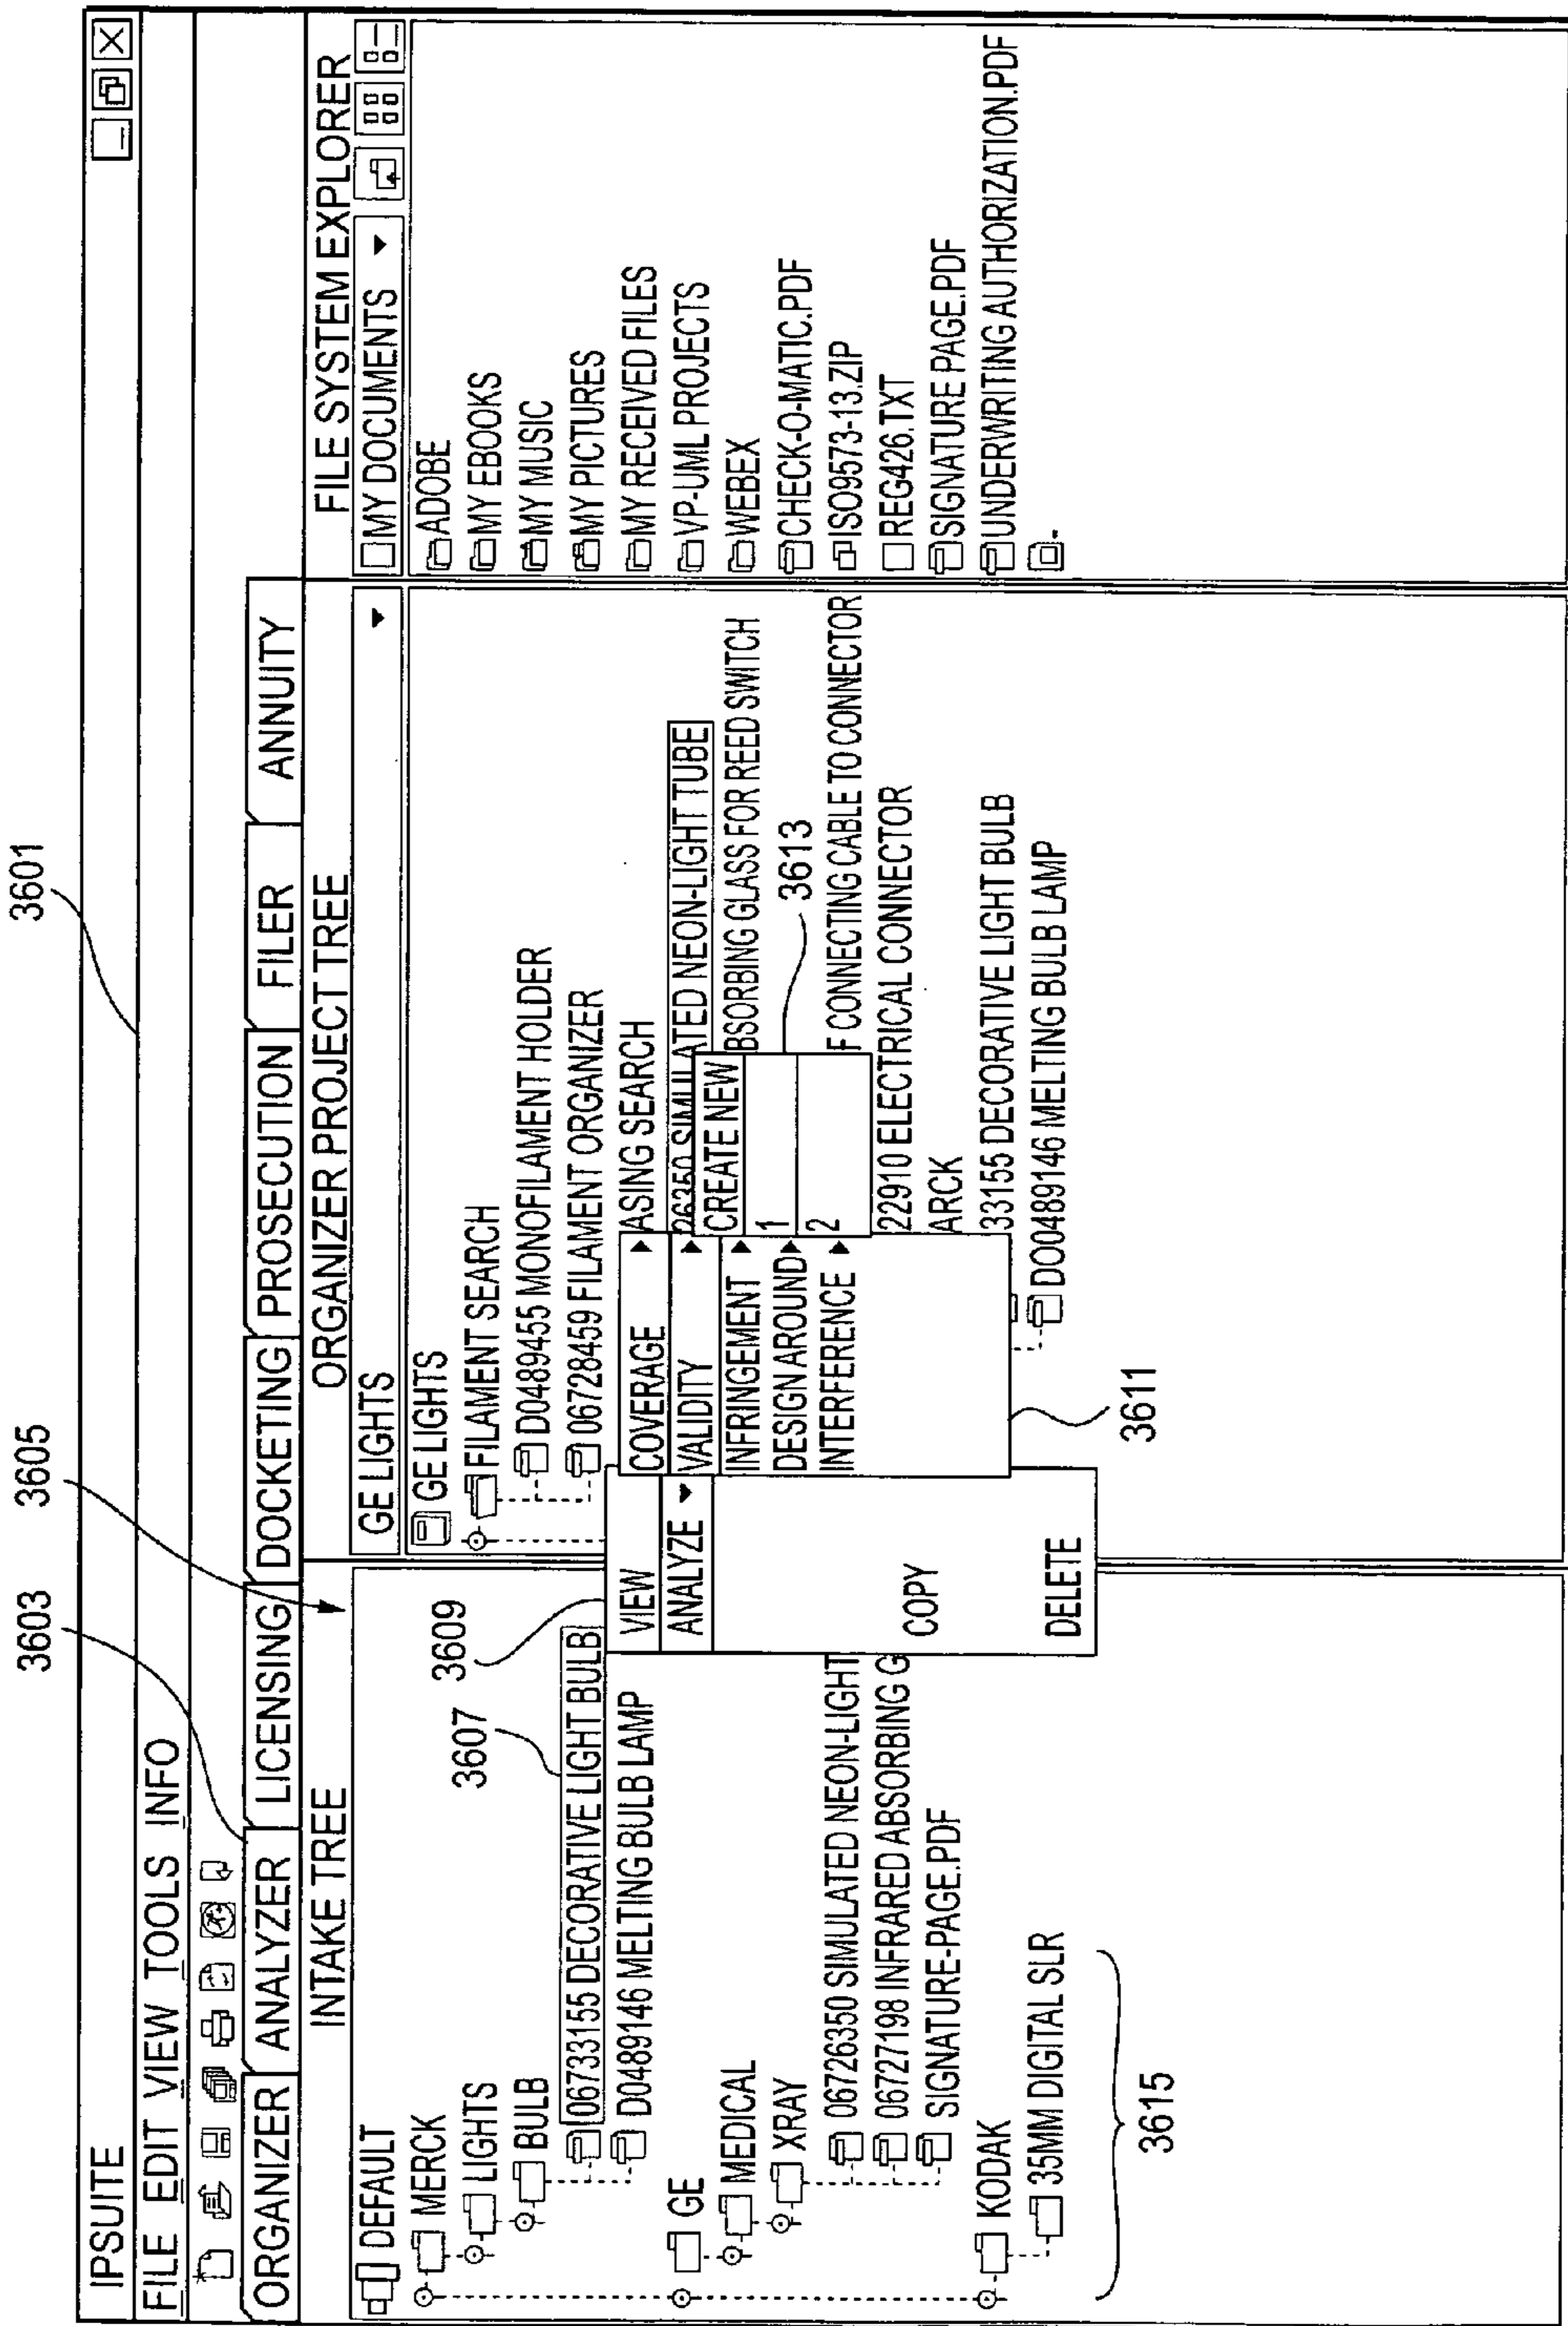 3601
3603
3605
IPSUITE
FILE EDIT VIEW TOOLS INFO
ORGANIZER ANALYZER LICENSING DOCKETING PROSECUTION FILER ANNUITY
INTAKE TREE
DEFAULT
MERCK
LIGHTS
BULB
06733155 DECORATIVE LIGHT BULB
D0489146 MELTING BULB LAMP
GE
MEDICAL
XRAY
06726350 SIMULATED NEON-LIGHT
06727198 INFRARED ABSORBING G
SIGNATURE-PAGE.PDF
KODAK
35MM DIGITAL SLR
3615
3607
3609
VIEW
ANALYZE
COPY
DELETE
COVERAGE
VALIDITY
INFRINGEMENT
DESIGN AROUND
INTERFERENCE
3611
CREATE NEW
1
2
3613
ORGANIZER PROJECT TREE
GE LIGHTS
GE LIGHTS
FILAMENT SEARCH
D0489455 MONOFILAMENT HOLDER
06728459 FILAMENT ORGANIZER
ASING SEARCH
26350 SIMULATED NEON-LIGHT TUBE
BSORBING GLASS FOR REED SWITCH
F CONNECTING CABLE TO CONNECTOR
22910 ELECTRICAL CONNECTOR
ARCK
33155 DECORATIVE LIGHT BULB
DO0489146 MELTING BULB LAMP
FILE SYSTEM EXPLORER
MY DOCUMENTS
ADOBE
MY EBOOKS
MY MUSIC
MY PICTURES
MY RECEIVED FILES
VP-UML PROJECTS
WEBEX
CHECK-O-MATIC.PDF
ISO9573-13.ZIP
REG426.TXT
SIGNATURE PAGE.PDF
UNDERWRITING AUTHORIZATION.PDF